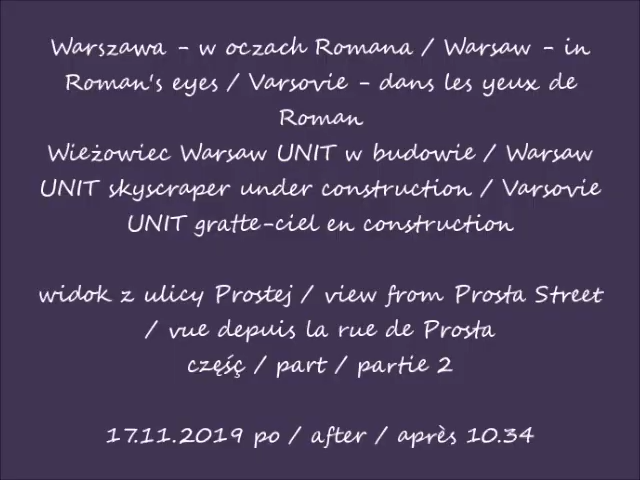 Warszawa - w oczach Romana / Warsaw - in
Roman's eyes / Varsovie - dans les yeux de
Roman
Wieżowiec Warsaw UNIT w budowie / Warsaw
UNIT skyscraper under construction / Varsovie
UNIT gratte-ciel en construction
widok z ulicy Prostej / view from Prosta Street
/ vue depuis la rue de Prosta
częśç / part / partie 2
17.11.2019 po / after / après 10.34